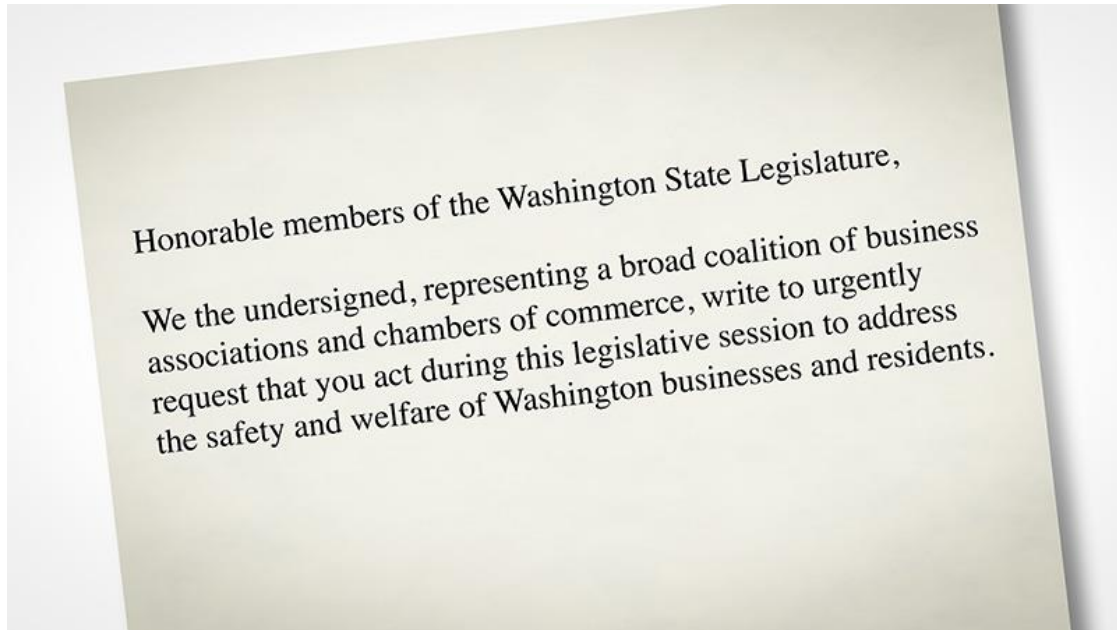 Honorable members of the Washington State Legislature,
We the undersigned, representing a broad coalition of business
associations and chambers of commerce, write to urgently
request that you act during this legislative session to address
the safety and welfare of Washington businesses and residents.